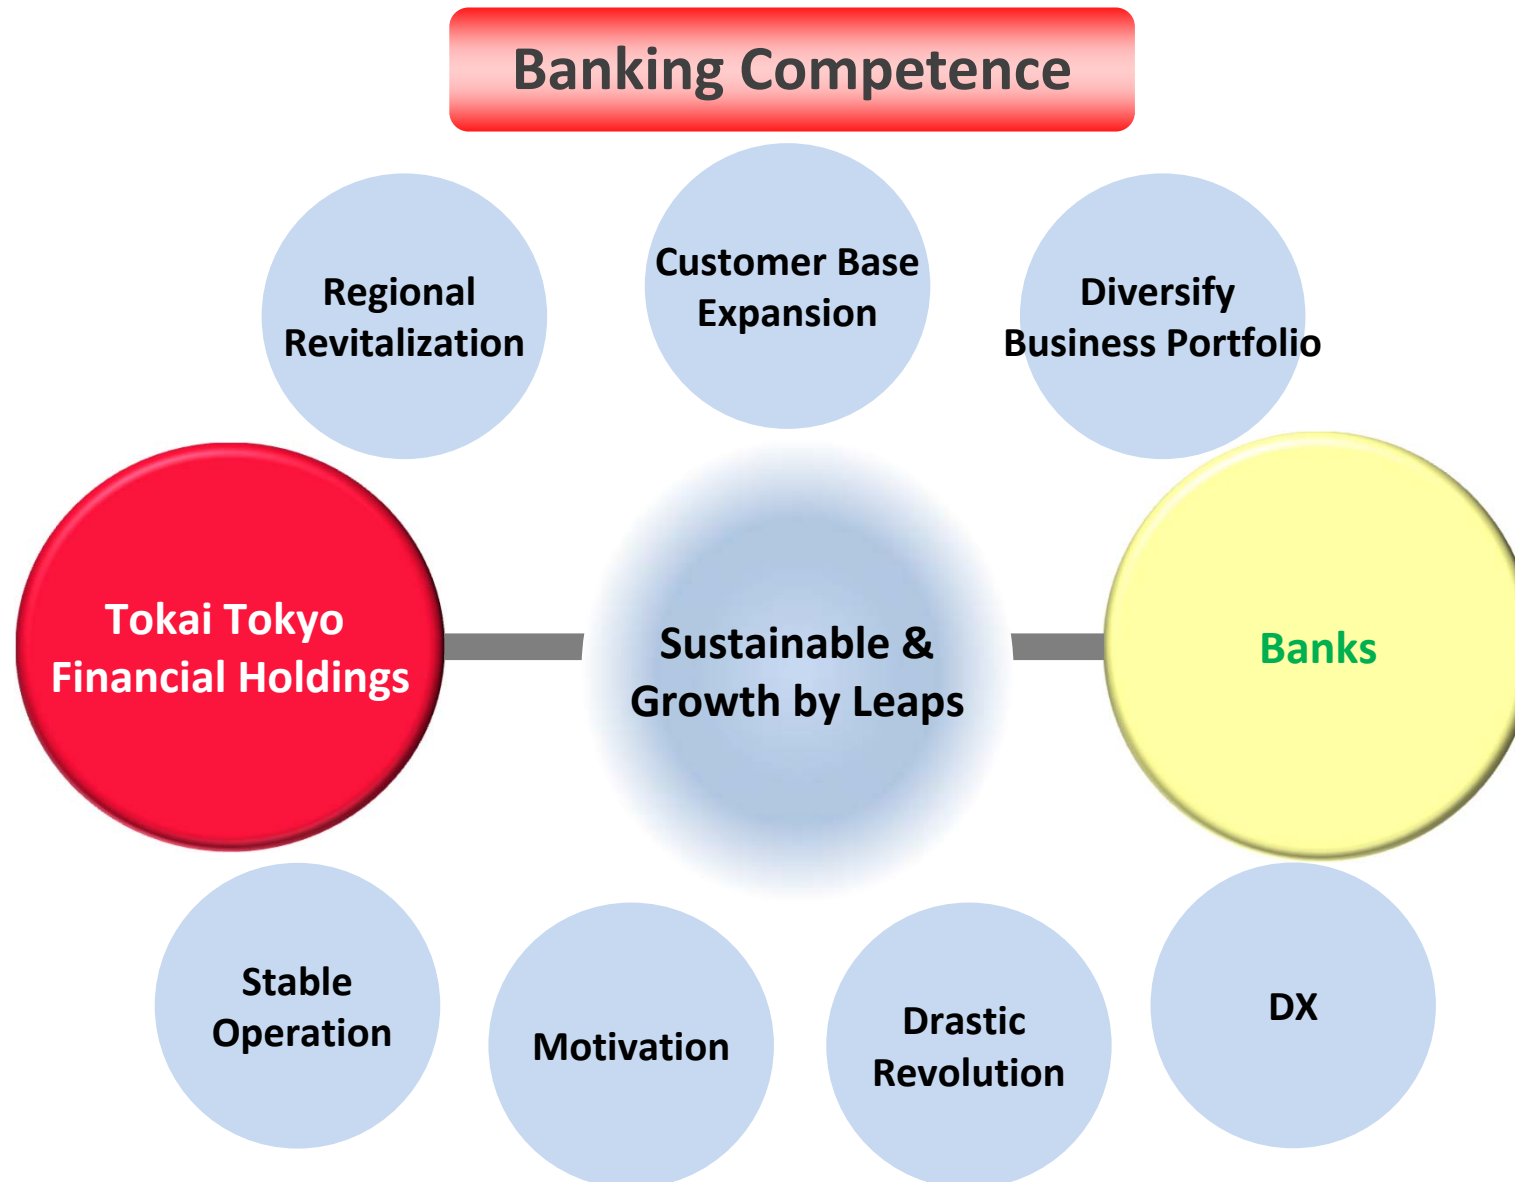 Banking Competence
Regional
Revitalization
Customer Base
Expansion
Diversify
Business Portfolio
Tokai Tokyo
Financial Holdings
Sustainable &
Growth by Leaps
Banks
Stable
Operation
Motivation
Drastic
Revolution
DX